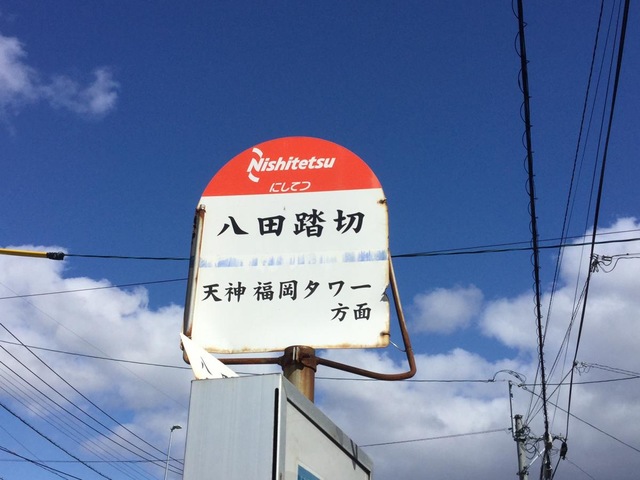 Nishitetsu
にしてつ
八田踏切
天神 福岡タワー
方面